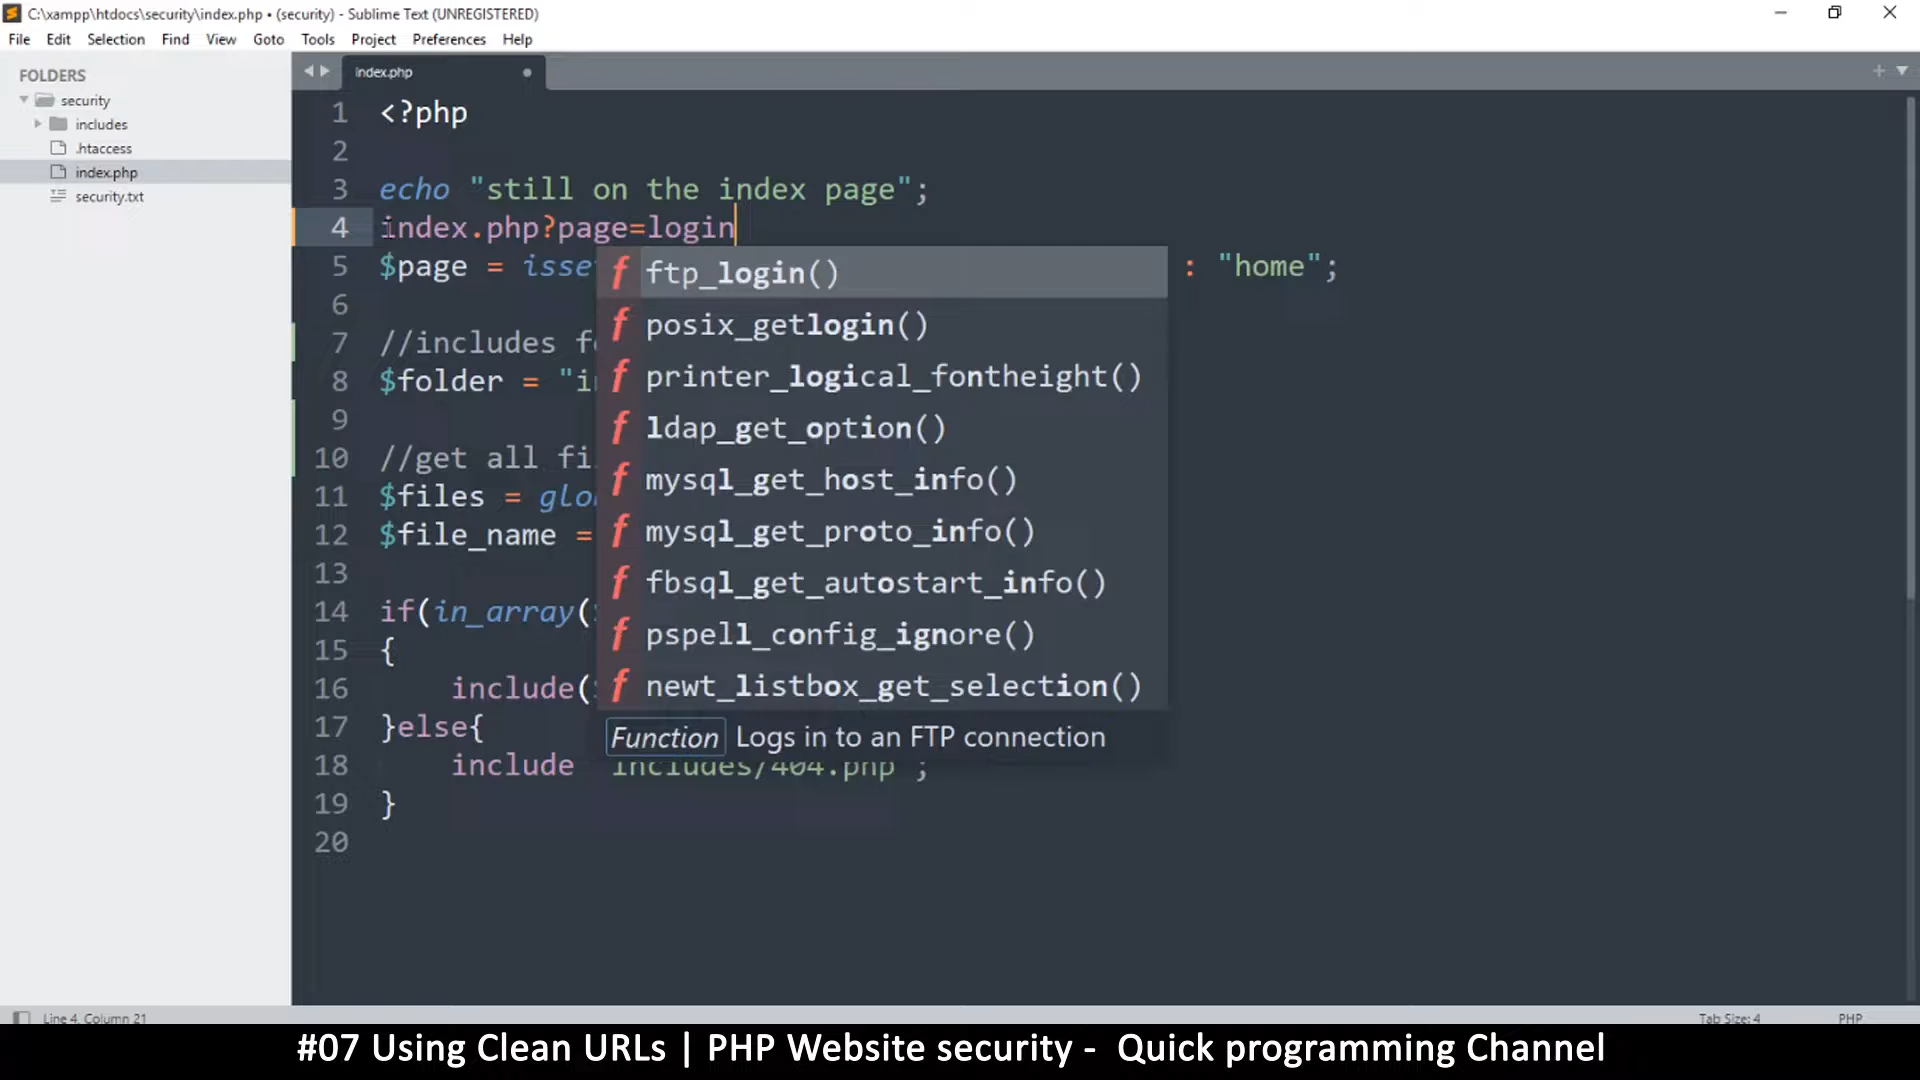 C:\xampp\htdocs\security\index.php • (security) - Sublime Text (UNREGISTERED)
File Edit Selection Find View Goto Tools Project Preferences Help
FOLDERS
security
includes
.htaccess
index.php
security.txt
index.php
1 <?php
2
3 echo "still on the index page";
4 index.php?page=login
5 $page = isse : "home";
6
7 //includes fo
8 $folder = "in
9
10 //get all fi
11 $files = glo
12 $file_name =
13
14 if(in_array(
15 {
16 include(
17 }else{
18 include includes/404.php ;
19 }
20
f ftp_login()
f posix_getlogin()
f printer_logical_fontheight()
f ldap_get_option()
f mysql_get_host_info()
f mysql_get_proto_info()
f fbsql_get_autostart_info()
f pspell_config_ignore()
f newt_listbox_get_selection()
Function Logs in to an FTP connection
Line 4, Column 21
Tab Size: 4 PHP
#07 Using Clean URLs | PHP Website security - Quick programming Channel